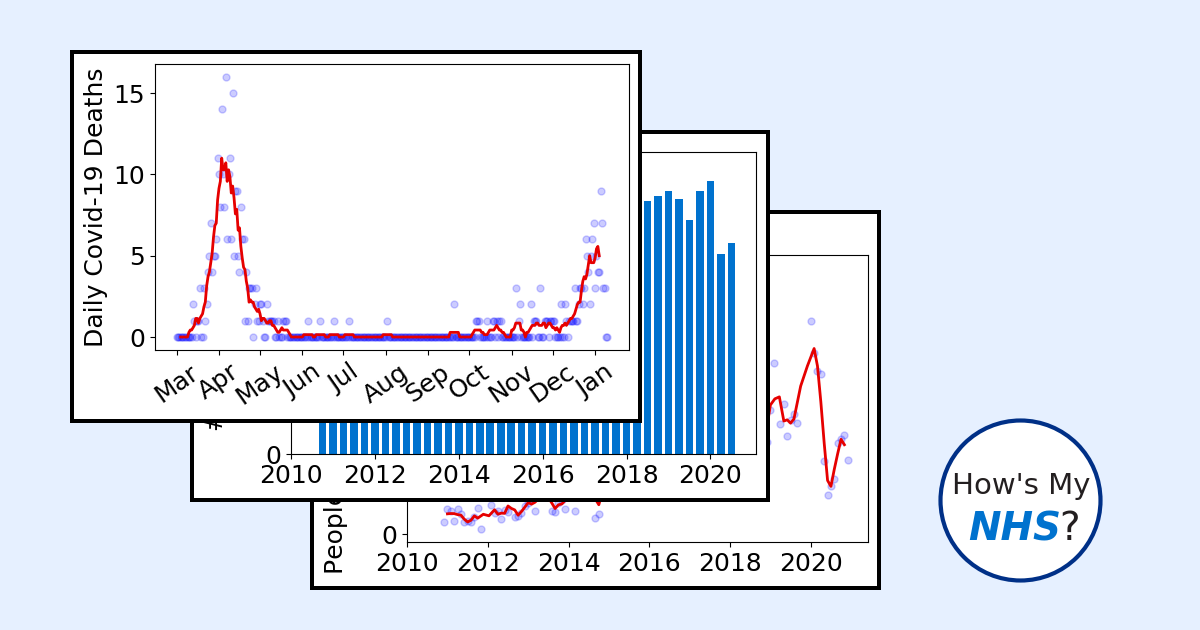 Daily Covid-19 Deaths
15
10
5
0
Mar Apr May Jun Jul Aug Sep Oct Nov Dec Jan
#
0
2010 2012 2014 2016 2018 2020
People
0
2010 2012 2014 2016 2018 2020
How's My
NHS?